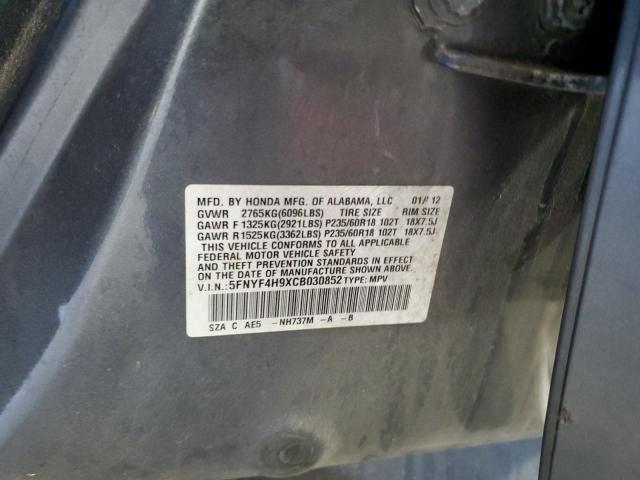 MFD. BY HONDA MFG. OF ALABAMA, LLC 01/12
GVWR 2765KG(6096LBS) TIRE SIZE RIM SIZE
GAWR F 1325KG(2921LBS) P235/60R18 102T 18X7.5J
GAWR R 1525KG(3362LBS) P235/60R18 102T 18X7.5J
THIS VEHICLE CONFORMS TO ALL APPLICABLE
FEDERAL MOTOR VEHICLE SAFETY
AND THEFT PREVENTION STANDARDS IN EFFECT
ON THE DATE OF MANUFACTURE SHOWN ABOVE.
V.I.N.: 5FNYF4H9XCB030852 TYPE: MPV
SZA C AE5 -NH737M -A -B